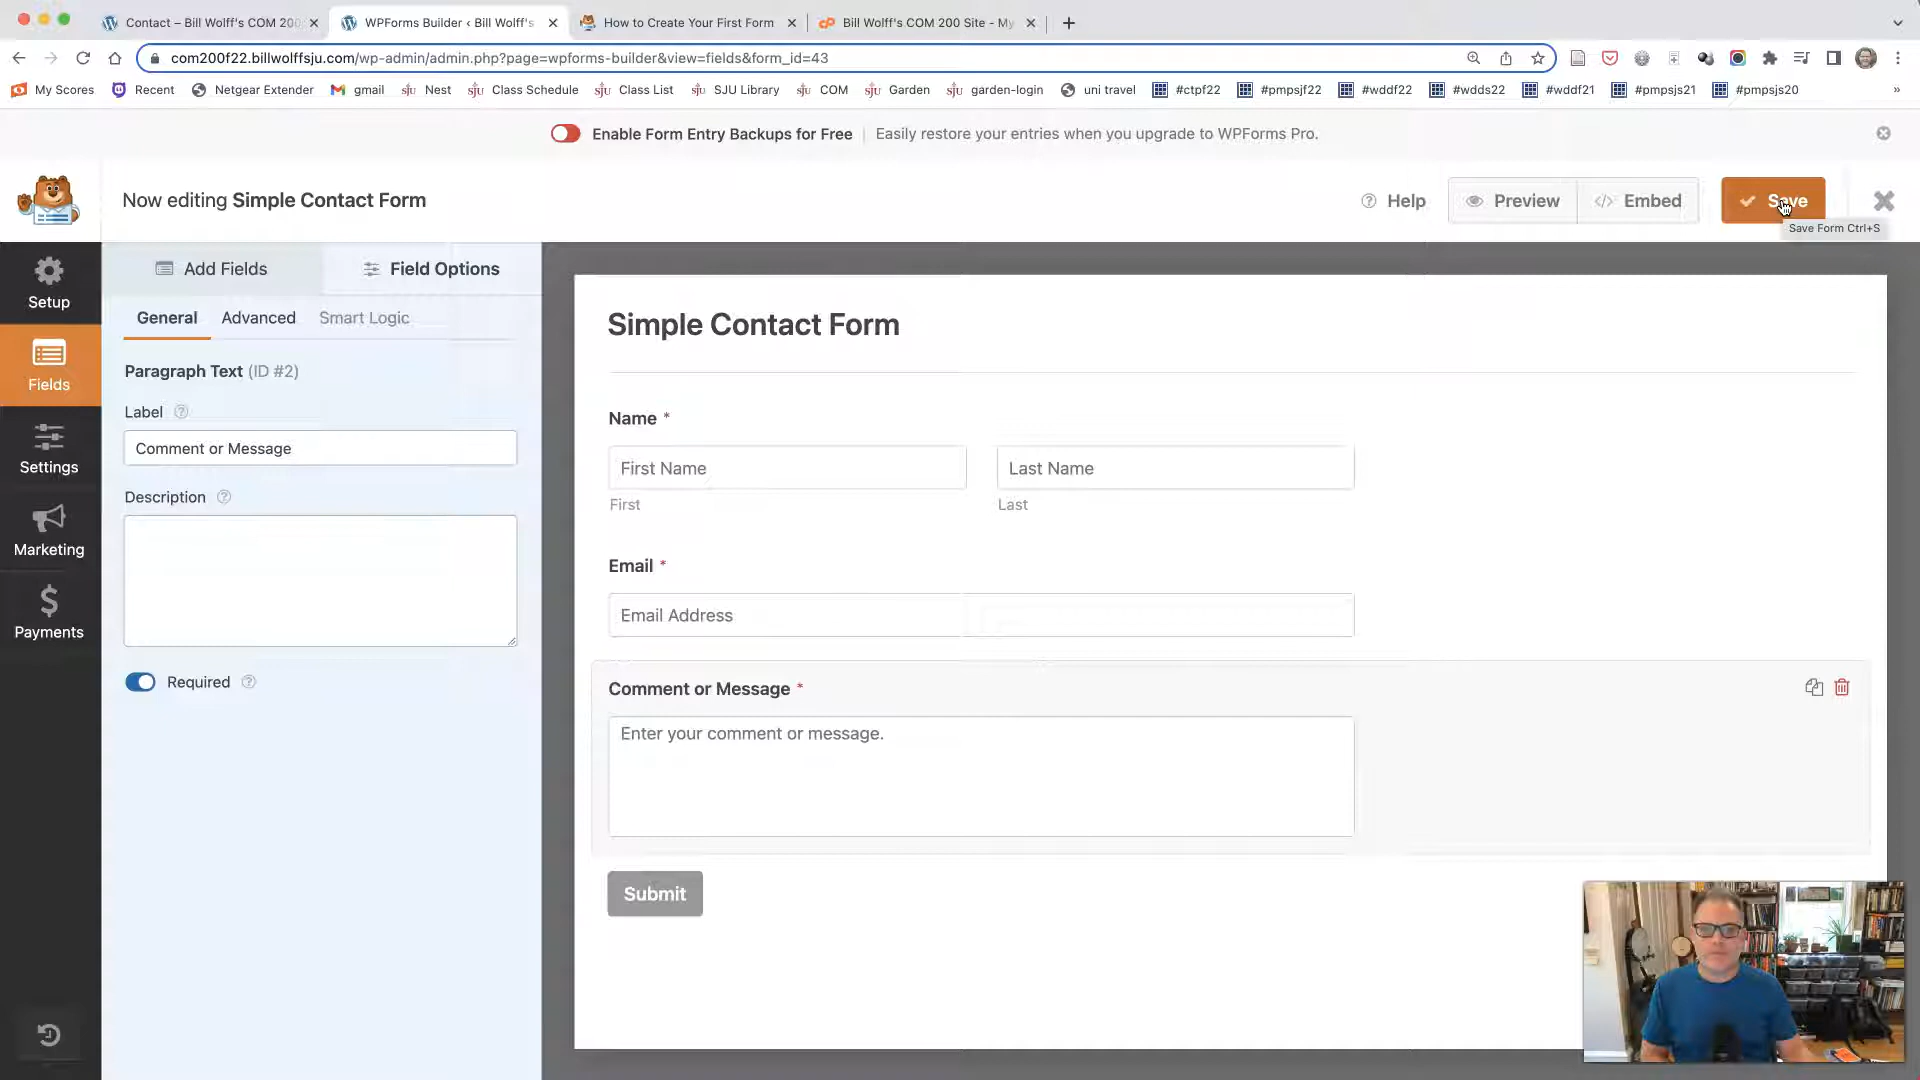 Contact – Bill Wolff's COM 200
WPForms Builder ‹ Bill Wolff's
How to Create Your First Form
Bill Wolff's COM 200 Site - My
com200f22.billwolffsju.com/wp-admin/admin.php?page=wpforms-builder&view=fields&form_id=43
My Scores
Recent
Netgear Extender
gmail
sju Nest
sju Class Schedule
sju Class List
sju SJU Library
sju COM
sju Garden
sju garden-login
uni travel
#ctpf22
#pmpsjf22
#wddf22
#wdds22
#wddf21
#pmpsjs21
#pmpsjs20
»
Enable Form Entry Backups for Free | Easily restore your entries when you upgrade to WPForms Pro.
Now editing Simple Contact Form
Help
Preview
Embed
Save
Save Form Ctrl+S
Setup
Fields
Settings
Marketing
Payments
Add Fields
Field Options
General
Advanced
Smart Logic
Paragraph Text (ID #2)
Label
Comment or Message
Description
Required
Simple Contact Form
Name *
First Name
Last Name
First
Last
Email *
Email Address
Comment or Message *
Enter your comment or message.
Submit